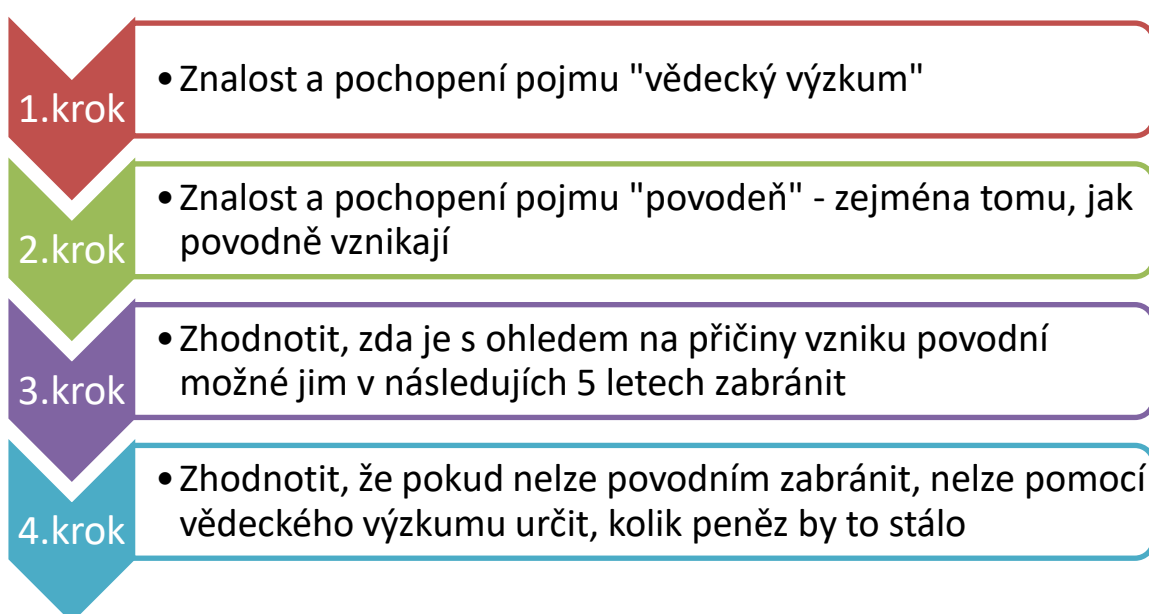 1.krok
•Znalost a pochopení pojmu "vědecký výzkum"
2.krok
•Znalost a pochopení pojmu "povodeň" - zejména tomu, jak
povodně vznikají
3.krok
•Zhodnotit, zda je s ohledem na přičiny vzniku povodní
možné jim v následujích 5 letech zabránit
4.krok
•Zhodnotit, že pokud nelze povodním zabránit, nelze pomocí
vědeckého výzkumu určit, kolik peněz by to stálo